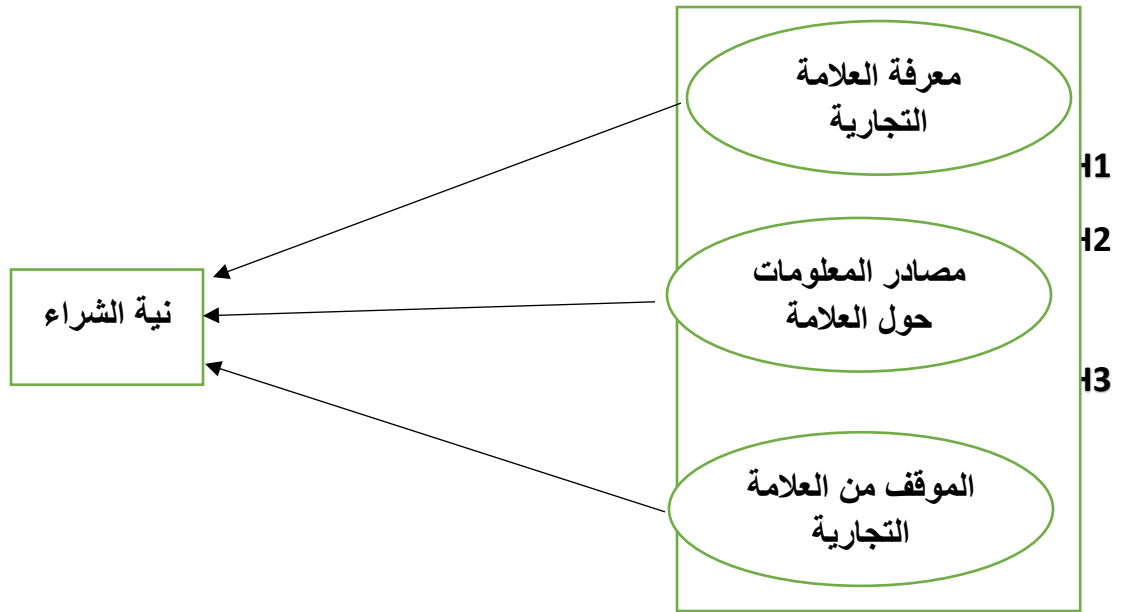 معرفة العلامة
التجارية
H1
H2
مصادر المعلومات
حول العلامة
نية الشراء
H3
الموقف من العلامة
التجارية